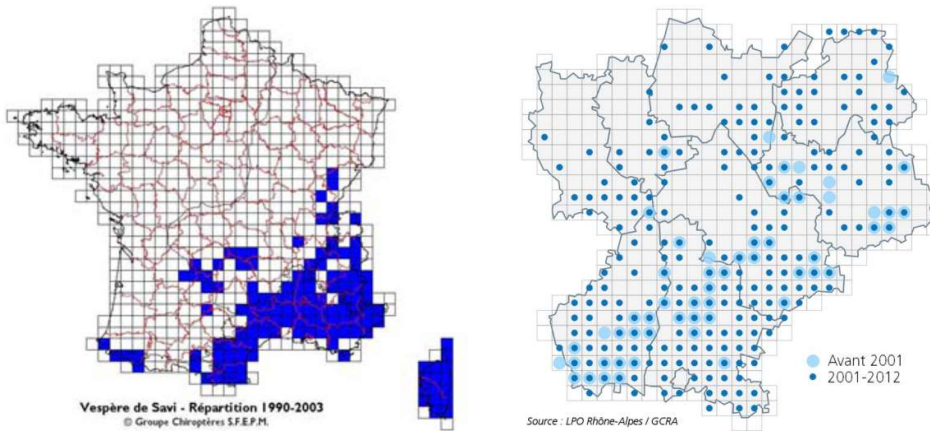 Vespère de Savi - Répartition 1990-2003
© Groupe Chiroptères S.F.E.P.M.
Avant 2001
2001-2012
Source : LPO Rhône-Alpes / GCRA